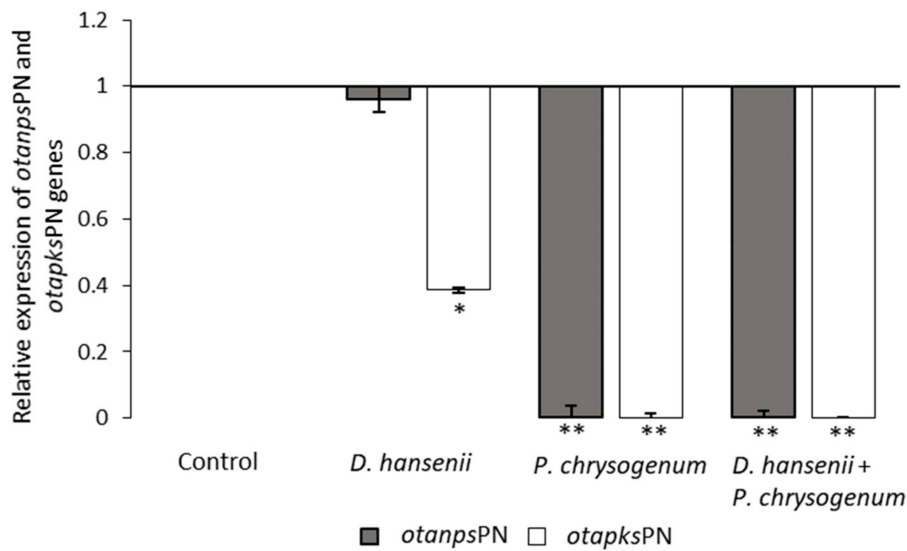 Relative expression of otanpsPN and
otapksPN genes
1.2
1
0.8
0.6
0.4
0.2
0
*
** ** ** **
Control D. hansenii P. chrysogenum D. hansenii +
P. chrysogenum
otanpsPN otapksPN